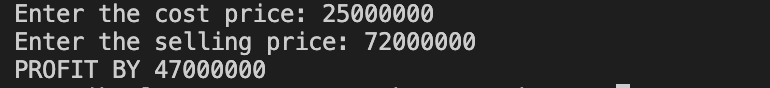 Enter the cost price: 25000000
Enter the selling price: 72000000
PROFIT BY 47000000